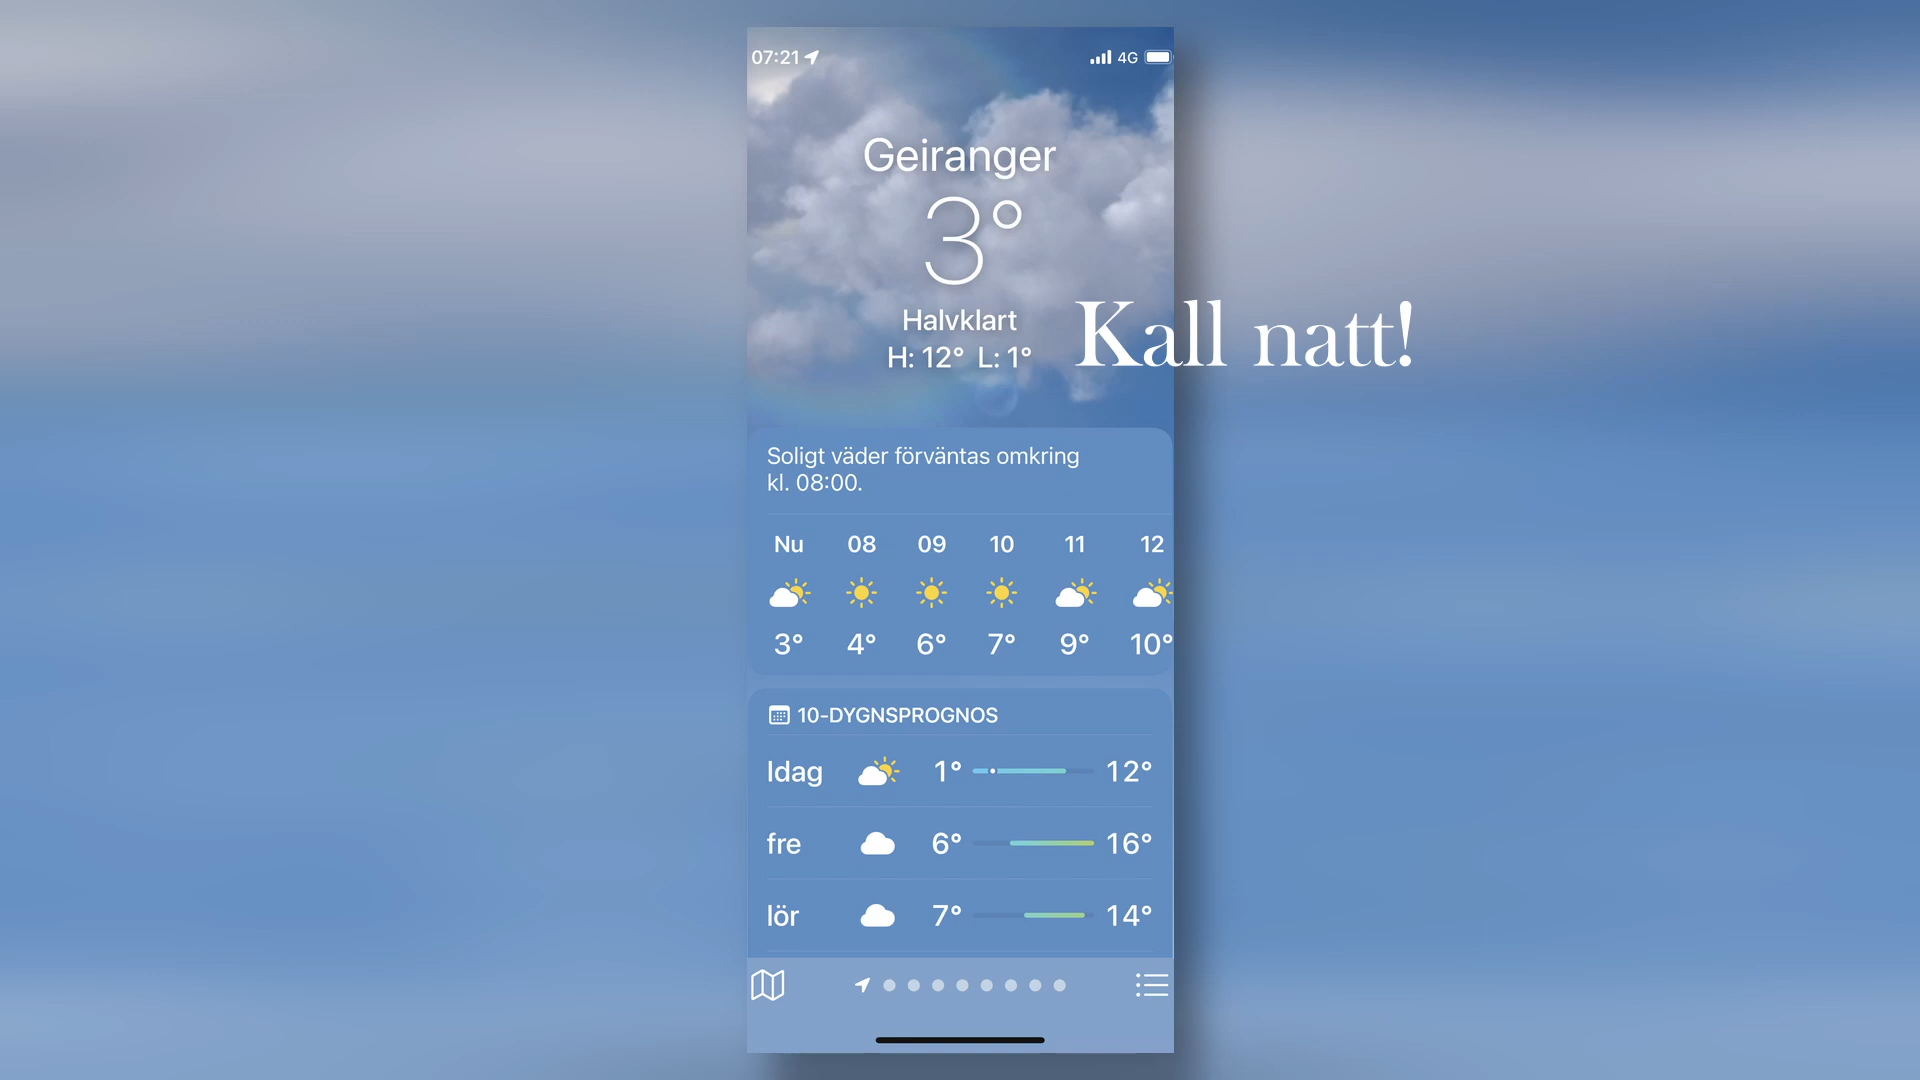 07:21 4G
Geiranger
3°
Halvklart
H: 12° L: 1°
Kall natt!
Soligt väder förväntas omkring
kl. 08:00.
Nu 08 09 10 11 12
3° 4° 6° 7° 9° 10°
10-DYGNSPROGNOS
Idag 1° 12°
fre 6° 16°
lör 7° 14°